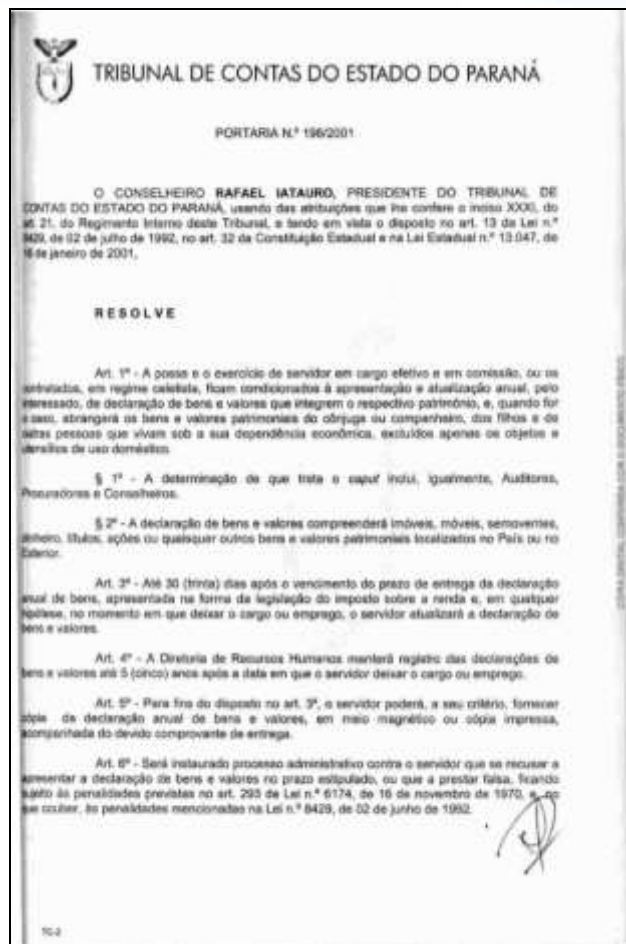 TRIBUNAL DE CONTAS DO ESTADO DO PARANÁ
PORTARIA N.º 196/2001
O CONSELHEIRO RAFAEL IATAURO, PRESIDENTE DO TRIBUNAL DE
CONTAS DO ESTADO DO PARANÁ, usando das atribuições que lhe confere o inciso XXXI, do
art. 21, do Regimento Interno deste Tribunal, e tendo em vista o disposto no art. 13 da Lei n.º
8429, de 02 de julho de 1992, no art. 32 da Constituição Estadual e na Lei Estadual n.º 13.047, de
16 de janeiro de 2001,
RESOLVE
Art. 1º - A posse e o exercício de servidor em cargo efetivo e em comissão, ou os
contratados, em regime celetista, ficam condicionados à apresentação e atualização anual, pelo
interessado, de declaração de bens e valores que integrem o respectivo patrimônio, e, quando for
o caso, abrangerá os bens e valores patrimoniais do cônjuge ou companheiro, dos filhos e de
outras pessoas que vivam sob a sua dependência econômica, excluídos apenas os objetos e
utensílios de uso doméstico.
§ 1º - A determinação de que trata o caput inclui, igualmente, Auditores,
Procuradores e Conselheiros.
§ 2º - A declaração de bens e valores compreenderá imóveis, móveis, semoventes,
dinheiro, títulos, ações ou quaisquer outros bens e valores patrimoniais localizados no País ou no
Exterior.
Art. 3º - Até 30 (trinta) dias após o vencimento do prazo de entrega da declaração
anual de bens, apresentada na forma da legislação do imposto sobre a renda e, em qualquer
hipótese, no momento em que deixar o cargo ou emprego, o servidor atualizará a declaração de
bens e valores.
Art. 4º - A Diretoria de Recursos Humanos manterá registro das declarações de
bens e valores até 5 (cinco) anos após a data em que o servidor deixar o cargo ou emprego.
Art. 5º - Para fins do disposto no art. 3º, o servidor poderá, a seu critério, fornecer
cópia da declaração anual de bens e valores, em meio magnético ou cópia impressa,
acompanhada do devido comprovante de entrega.
Art. 6º - Será instaurado processo administrativo contra o servidor que se recusar a
apresentar a declaração de bens e valores no prazo estipulado, ou que a prestar falsa, ficando
sujeito às penalidades previstas no art. 293 da Lei n.º 6174, de 16 de novembro de 1970, e, no
que couber, às penalidades mencionadas na Lei n.º 8429, de 02 de junho de 1992.
TC-2